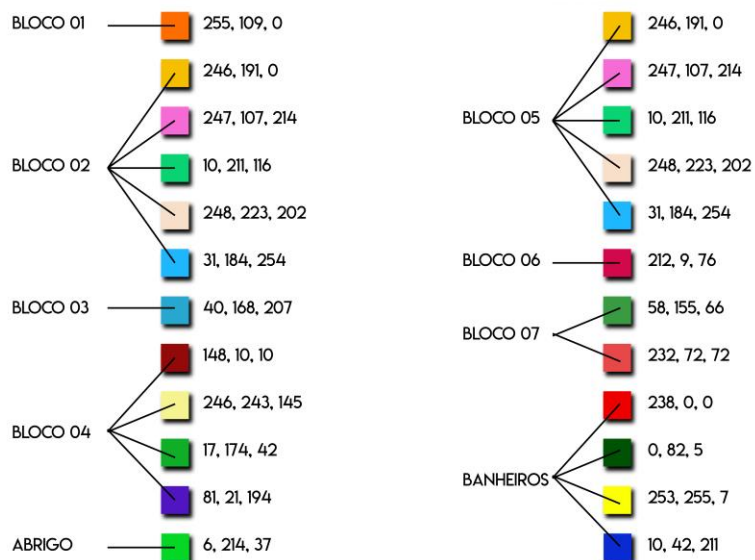 BLOCO 01
255, 109, 0
BLOCO 02
246, 191, 0
247, 107, 214
10, 211, 116
248, 223, 202
31, 184, 254
BLOCO 03
40, 168, 207
BLOCO 04
148, 10, 10
246, 243, 145
17, 174, 42
81, 21, 194
ABRIGO
6, 214, 37
BLOCO 05
246, 191, 0
247, 107, 214
10, 211, 116
248, 223, 202
31, 184, 254
BLOCO 06
212, 9, 76
BLOCO 07
58, 155, 66
232, 72, 72
BANHEIROS
238, 0, 0
0, 82, 5
253, 255, 7
10, 42, 211